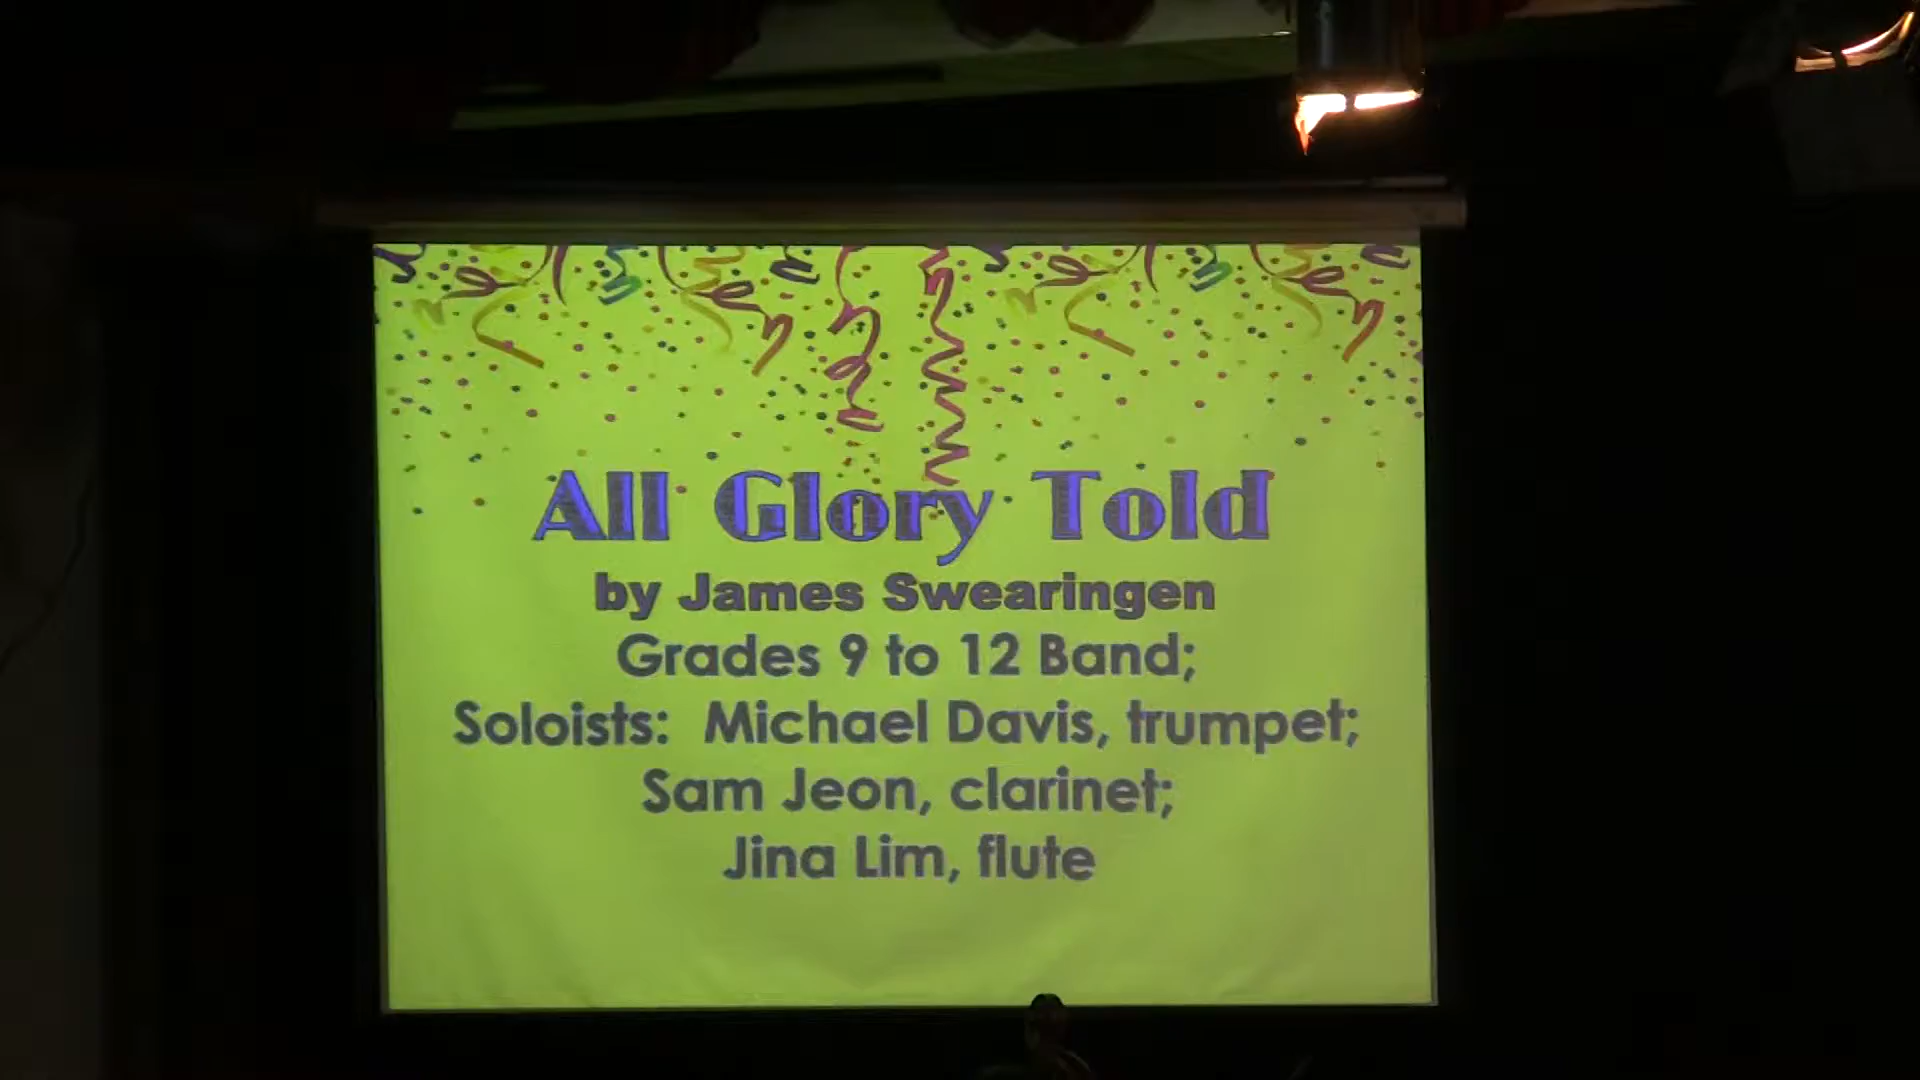 All Glory Told
by James Swearingen
Grades 9 to 12 Band;
Soloists: Michael Davis, trumpet;
Sam Jeon, clarinet;
Jina Lim, flute